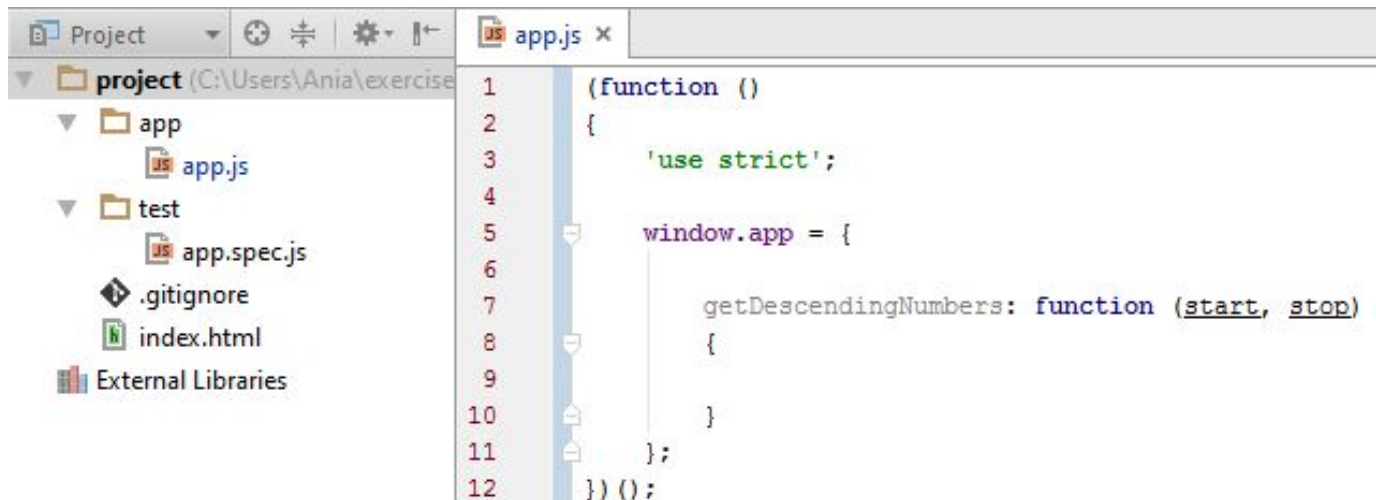 Project
project (C:\Users\Ania\exercise
app
app.js
test
app.spec.js
.gitignore
index.html
External Libraries
app.js ×
1 (function ()
2 {
3 'use strict';
4
5 window.app = {
6
7 getDescendingNumbers: function (start, stop)
8 {
9
10 }
11 };
12 })();